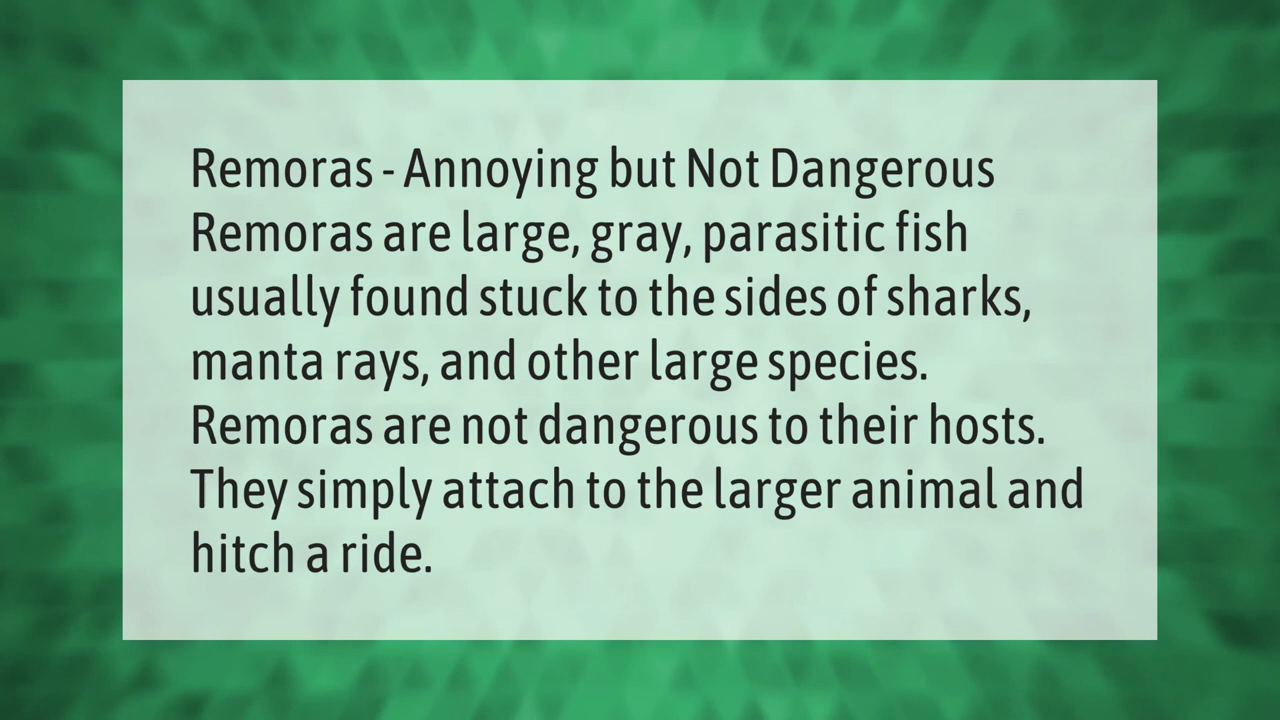 Remoras - Annoying but Not Dangerous
Remoras are large, gray, parasitic fish
usually found stuck to the sides of sharks,
manta rays, and other large species.
Remoras are not dangerous to their hosts.
They simply attach to the larger animal and
hitch a ride.